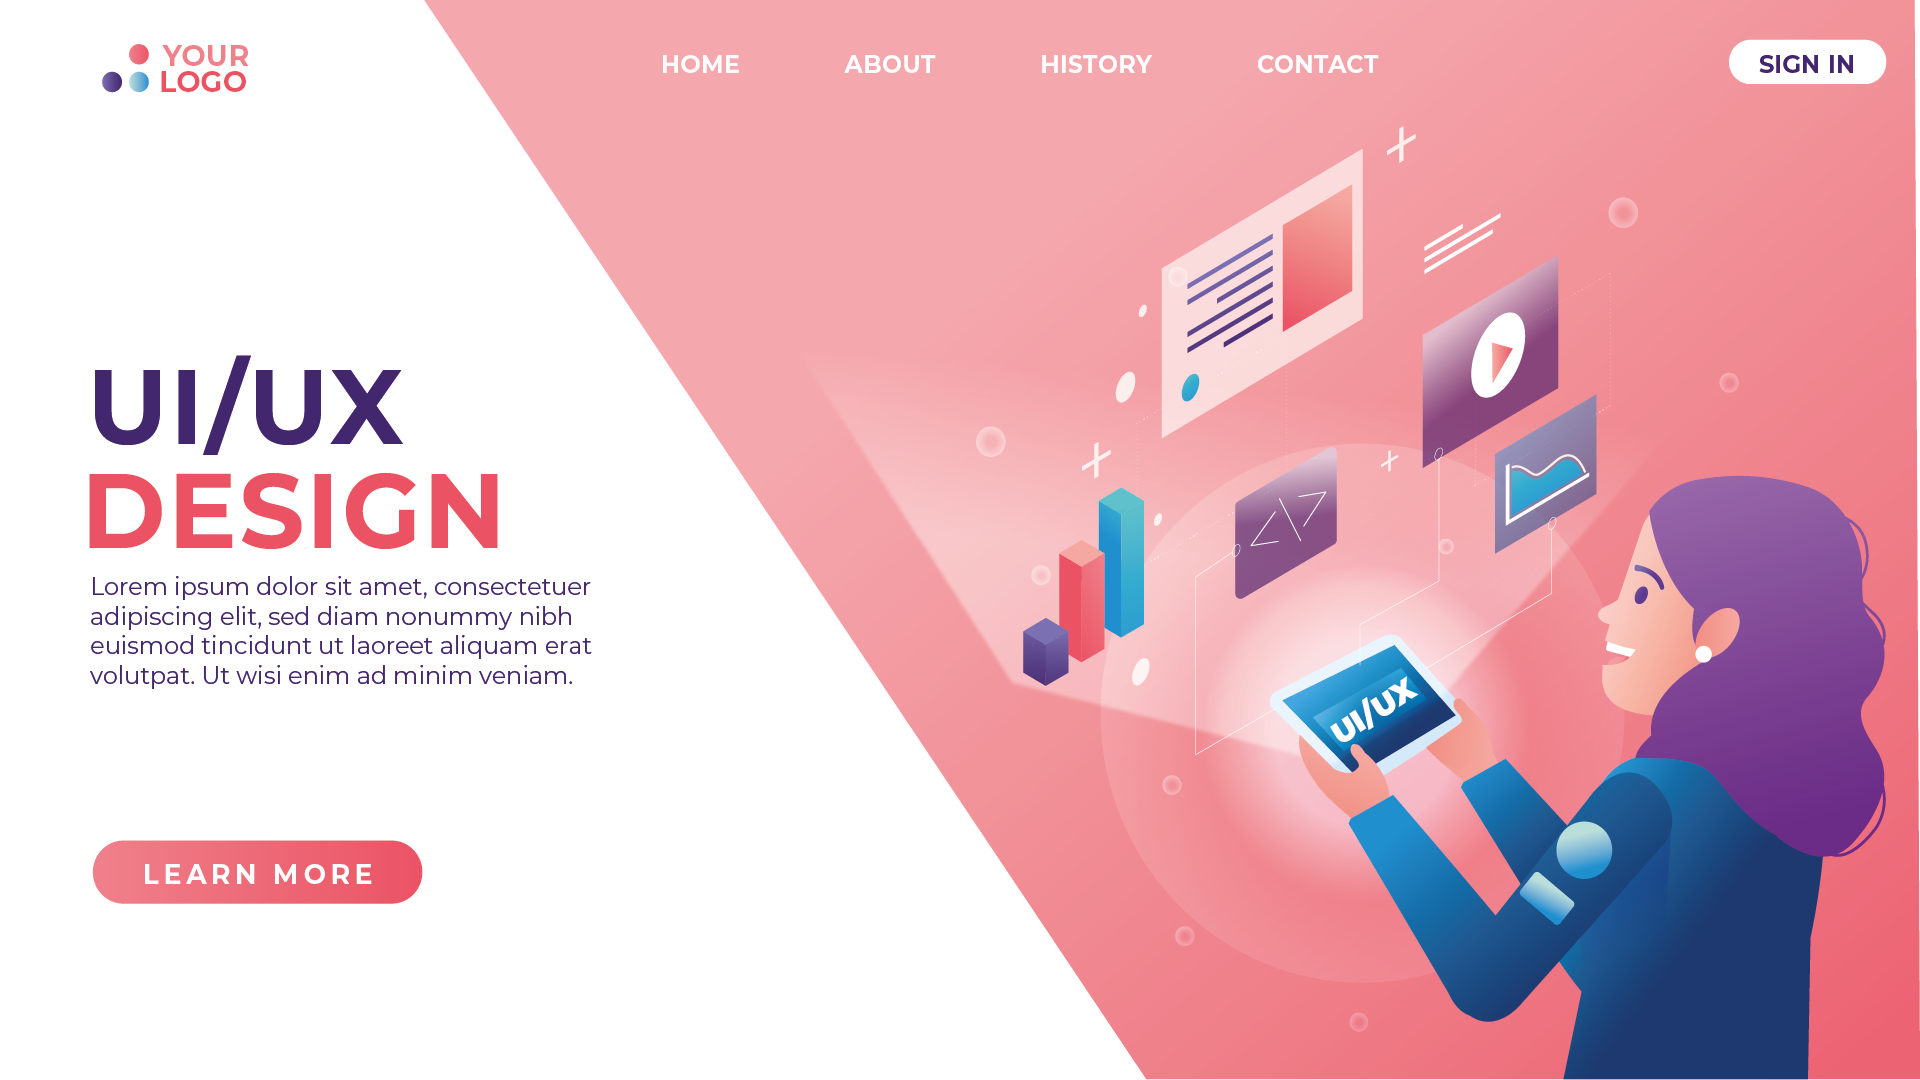 YOUR
LOGO
HOME
ABOUT
HISTORY
CONTACT
SIGN IN
UI/UX
DESIGN
Lorem ipsum dolor sit amet, consectetuer
adipiscing elit, sed diam nonummy nibh
euismod tincidunt ut laoreet aliquam erat
volutpat. Ut wisi enim ad minim veniam.
LEARN MORE
UI/UX